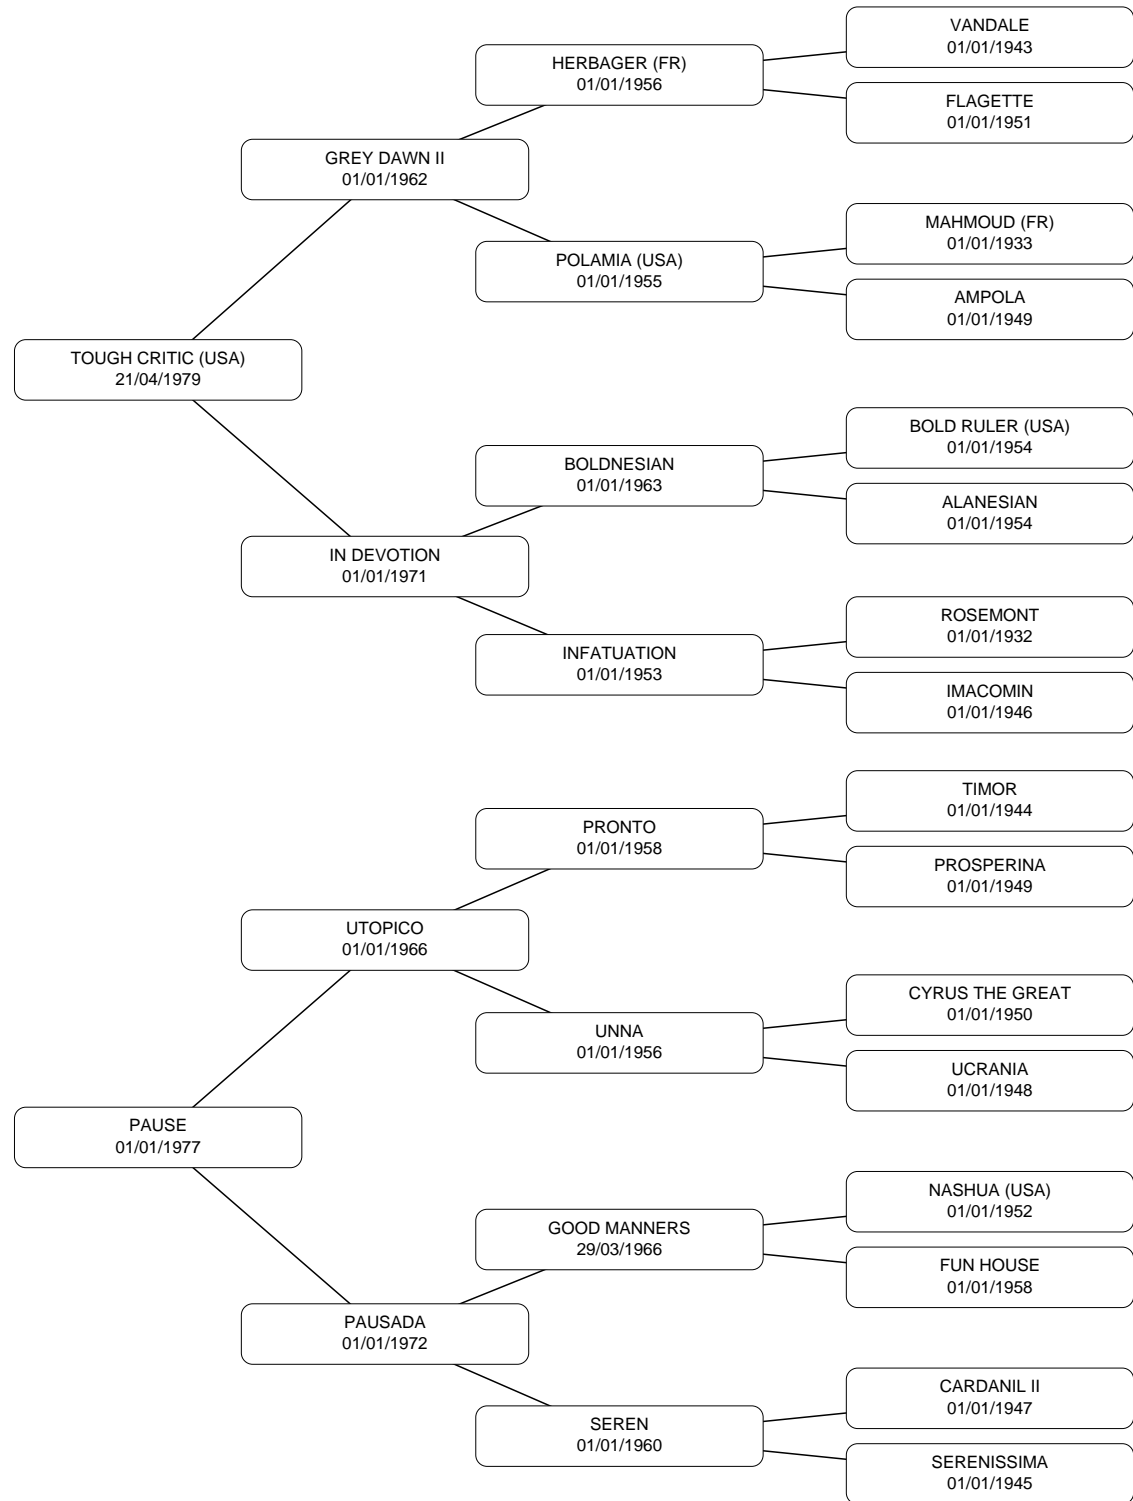 VANDALE
01/01/1943
HERBAGER (FR)
01/01/1956
FLAGETTE
01/01/1951
GREY DAWN II
01/01/1962
MAHMOUD (FR)
01/01/1933
POLAMIA (USA)
01/01/1955
AMPOLA
01/01/1949
TOUGH CRITIC (USA)
21/04/1979
BOLD RULER (USA)
01/01/1954
BOLDNESIAN
01/01/1963
ALANESIAN
01/01/1954
IN DEVOTION
01/01/1971
ROSEMONT
01/01/1932
INFATUATION
01/01/1953
IMACOMIN
01/01/1946
TIMOR
01/01/1944
PRONTO
01/01/1958
PROSPERINA
01/01/1949
UTOPICO
01/01/1966
CYRUS THE GREAT
01/01/1950
UNNA
01/01/1956
UCRANIA
01/01/1948
PAUSE
01/01/1977
NASHUA (USA)
01/01/1952
GOOD MANNERS
29/03/1966
FUN HOUSE
01/01/1958
PAUSADA
01/01/1972
CARDANIL II
01/01/1947
SEREN
01/01/1960
SERENISSIMA
01/01/1945